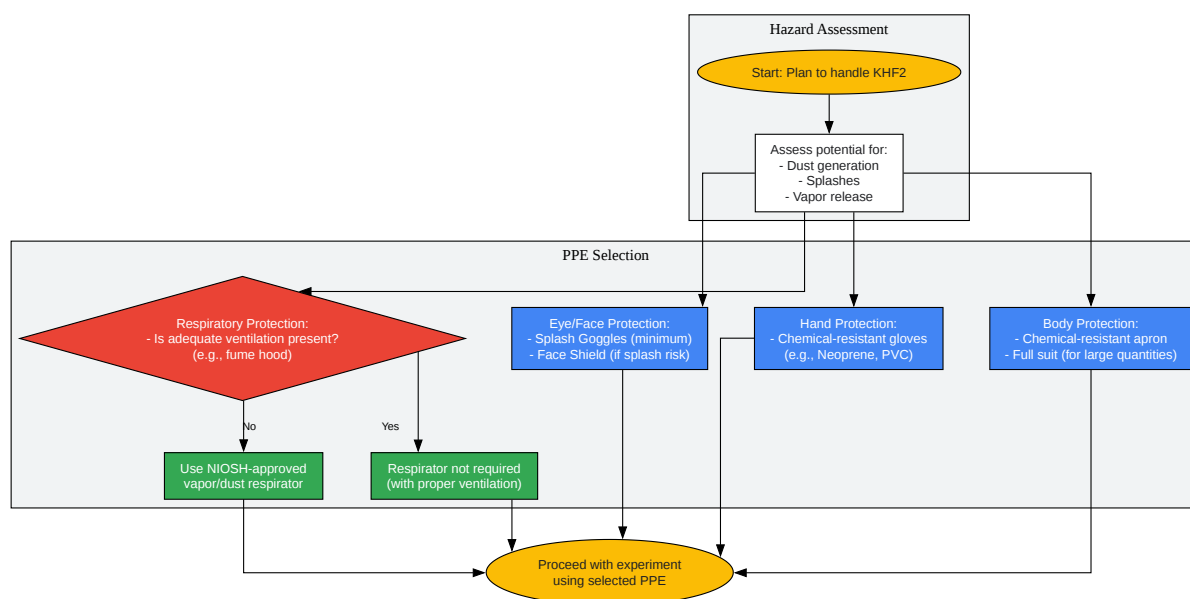 Hazard Assessment
Start: Plan to handle KHF2
Assess potential for:
- Dust generation
- Splashes
- Vapor release
PPE Selection
Respiratory Protection:
- Is adequate ventilation present?
(e.g., fume hood)
Eye/Face Protection:
- Splash Goggles (minimum)
- Face Shield (if splash risk)
Hand Protection:
- Chemical-resistant gloves
(e.g., Neoprene, PVC)
Body Protection:
- Chemical-resistant apron
- Full suit (for large quantities)
No
Yes
Use NIOSH-approved
vapor/dust respirator
Respirator not required
(with proper ventilation)
Proceed with experiment
using selected PPE